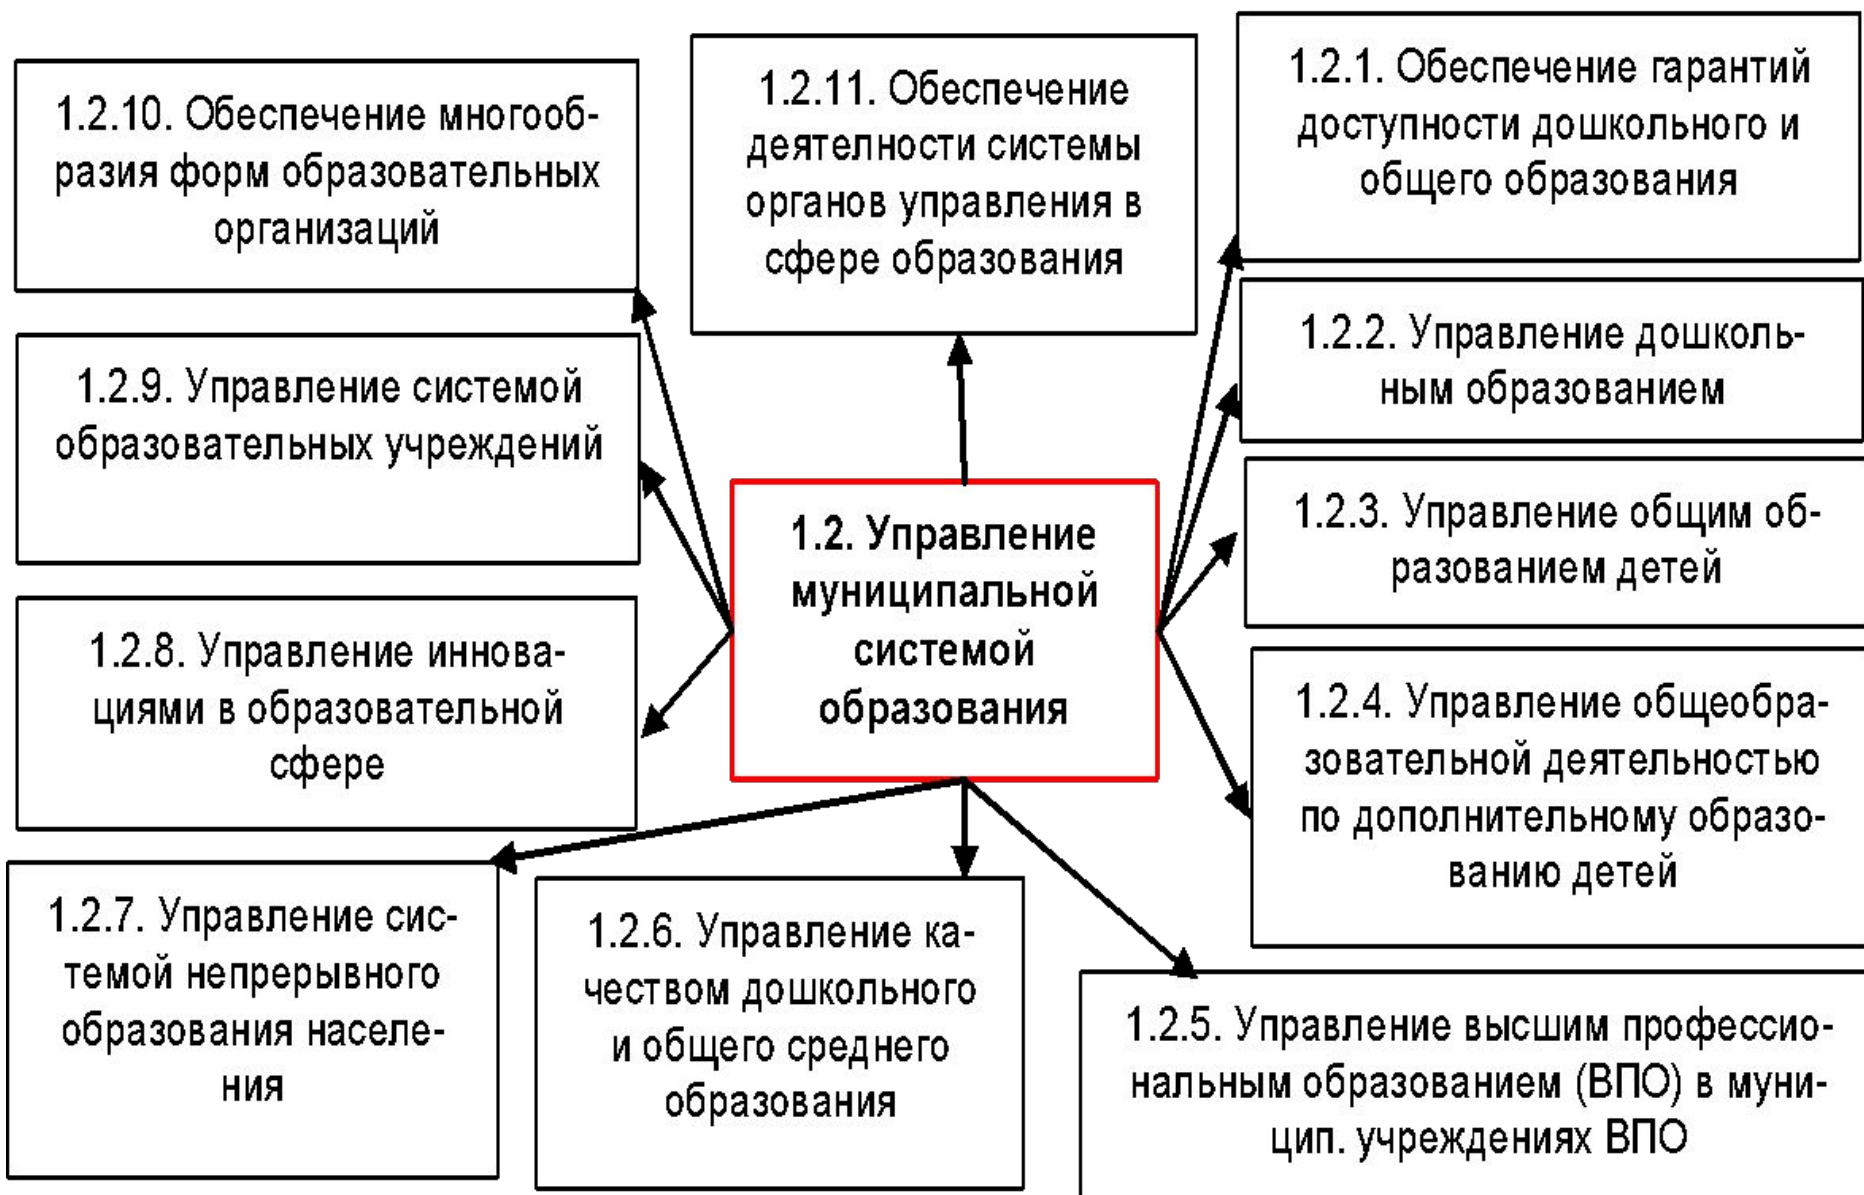 1.2.10. Обеспечение многооб-
разия форм образовательных
организаций
1.2.11. Обеспечение
деятелности системы
органов управления в
сфере образования
1.2.1. Обеспечение гарантий
доступности дошкольного и
общего образования
1.2.9. Управление системой
образовательных учреждений
1.2.2. Управление дошколь-
ным образованием
1.2. Управление
муниципальной
системой
образования
1.2.3. Управление общим об-
разованием детей
1.2.8. Управление иннова-
циями в образовательной
сфере
1.2.4. Управление общеобра-
зовательной деятельностью
по дополнительному образо-
ванию детей
1.2.7. Управление сис-
темой непрерывного
образования населе-
ния
1.2.6. Управление ка-
чеством дошкольного
и общего среднего
образования
1.2.5. Управление высшим профессио-
нальным образованием (ВПО) в муни-
цип. учреждениях ВПО